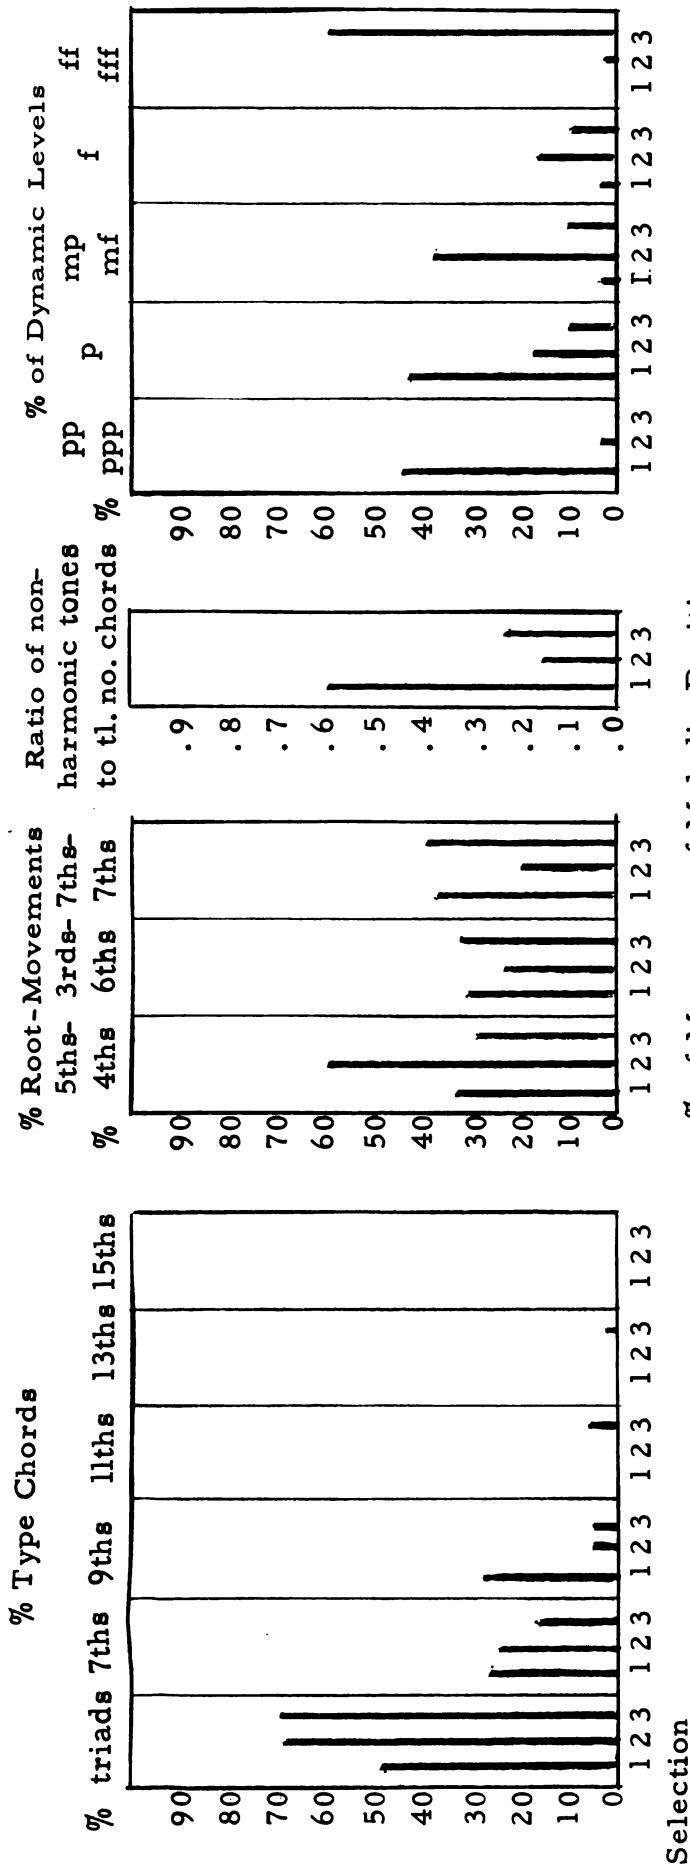 % Type Chords
% triads 7ths 9ths 11ths 13ths 15ths
90
80
70
60
50
40
30
20
10
0
1 2 3 1 2 3 1 2 3 1 2 3 1 2 3 1 2 3
Selection
% Root-Movements
5ths- 3rds- 7ths-
% 4ths 6ths 7ths
90
80
70
60
50
40
30
20
10
0
1 2 3 1 2 3 1 2 3
Ratio of non-
harmonic tones
to tl. no. chords
.9
.8
.7
.6
.5
.4
.3
.2
.1
.0
1 2 3
% of Dynamic Levels
pp p mp f ff
% ppp mf fff
90
80
70
60
50
40
30
20
10
0
1 2 3 1 2 3 1 2 3 1 2 3 1 2 3